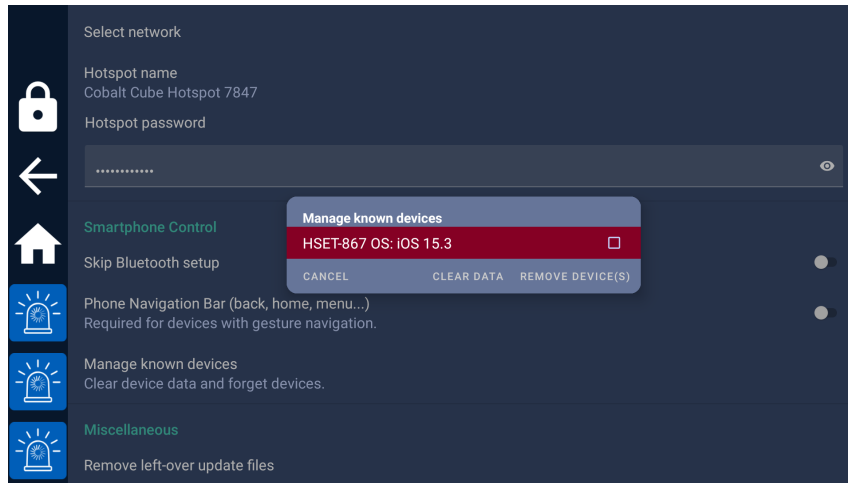 Select network
Hotspot name
Cobalt Cube Hotspot 7847
Hotspot password
••••••••••••
Smartphone Control
Skip Bluetooth setup
Phone Navigation Bar (back, home, menu...)
Required for devices with gesture navigation.
Manage known devices
Clear device data and forget devices.
Miscellaneous
Remove left-over update files
Manage known devices
HSET-867 OS: iOS 15.3
CANCEL CLEAR DATA REMOVE DEVICE(S)